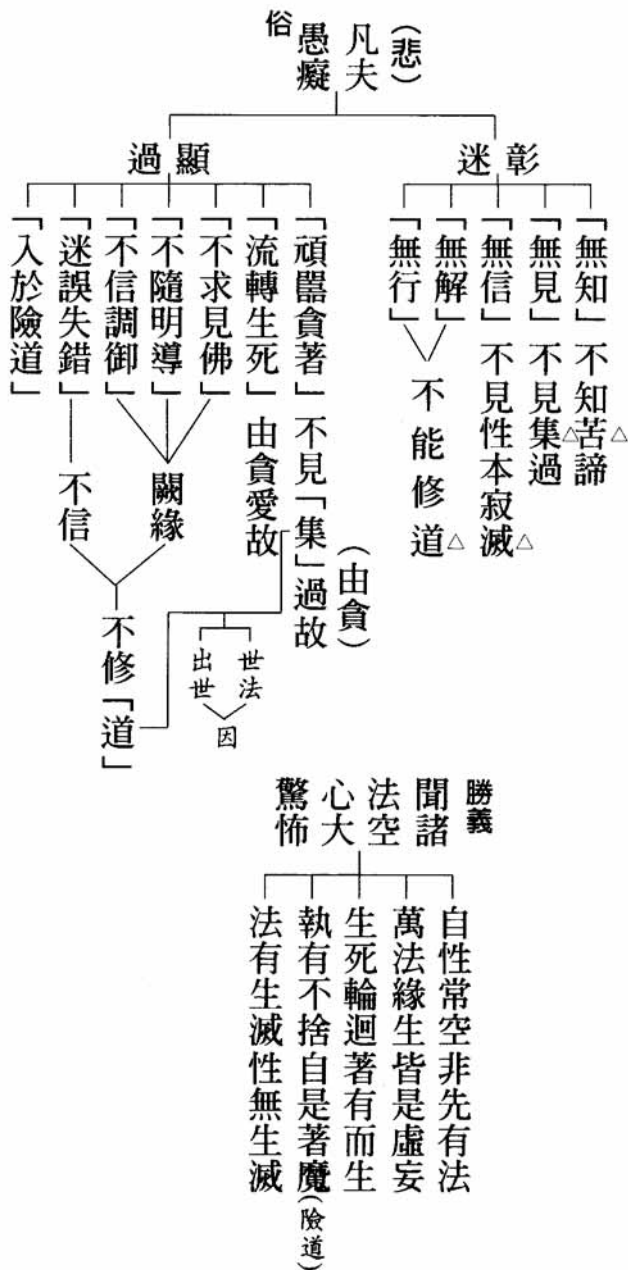 （悲）
凡夫
愚癡
俗
彰迷
「無知」不知苦諦△
「無見」不見集過△
「無信」不見性本寂滅△
「無解」
「無行」
不能修道△
顯過
「頑嚚貪著」不見「集」過故
（由貪）
「流轉生死」由貪愛故
「不求見佛」
「不隨明導」
「不信調御」
闕緣
「迷誤失錯」
不信
「入於險道」
不修「道」
世法
出世
因
勝義
聞諸
法空
心大
驚怖
自性常空非先有法
萬法緣生皆是虛妄
生死輪迴著有而生
執有不捨自是著魔（險道）
法有生滅性無生滅